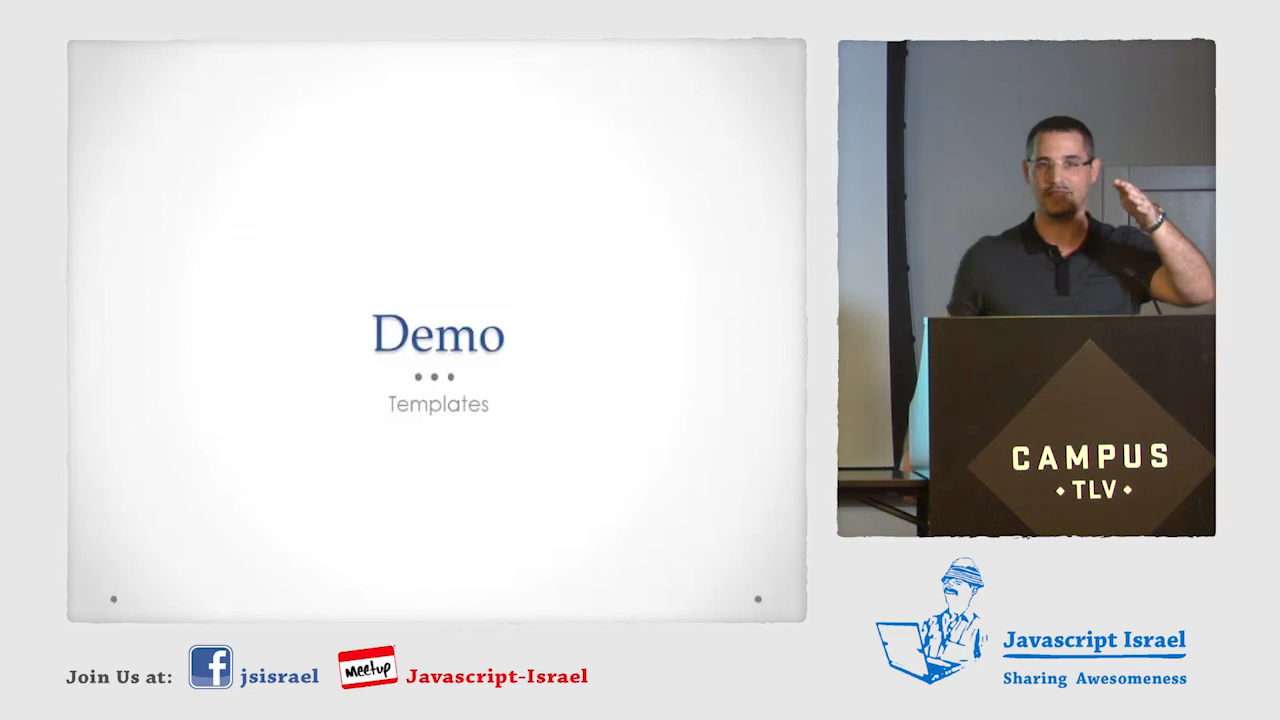 Demo
Templates
CAMPUS
TLV
Join Us at:
jsisrael
Meetup
Javascript-Israel
Javascript Israel
Sharing Awesomeness